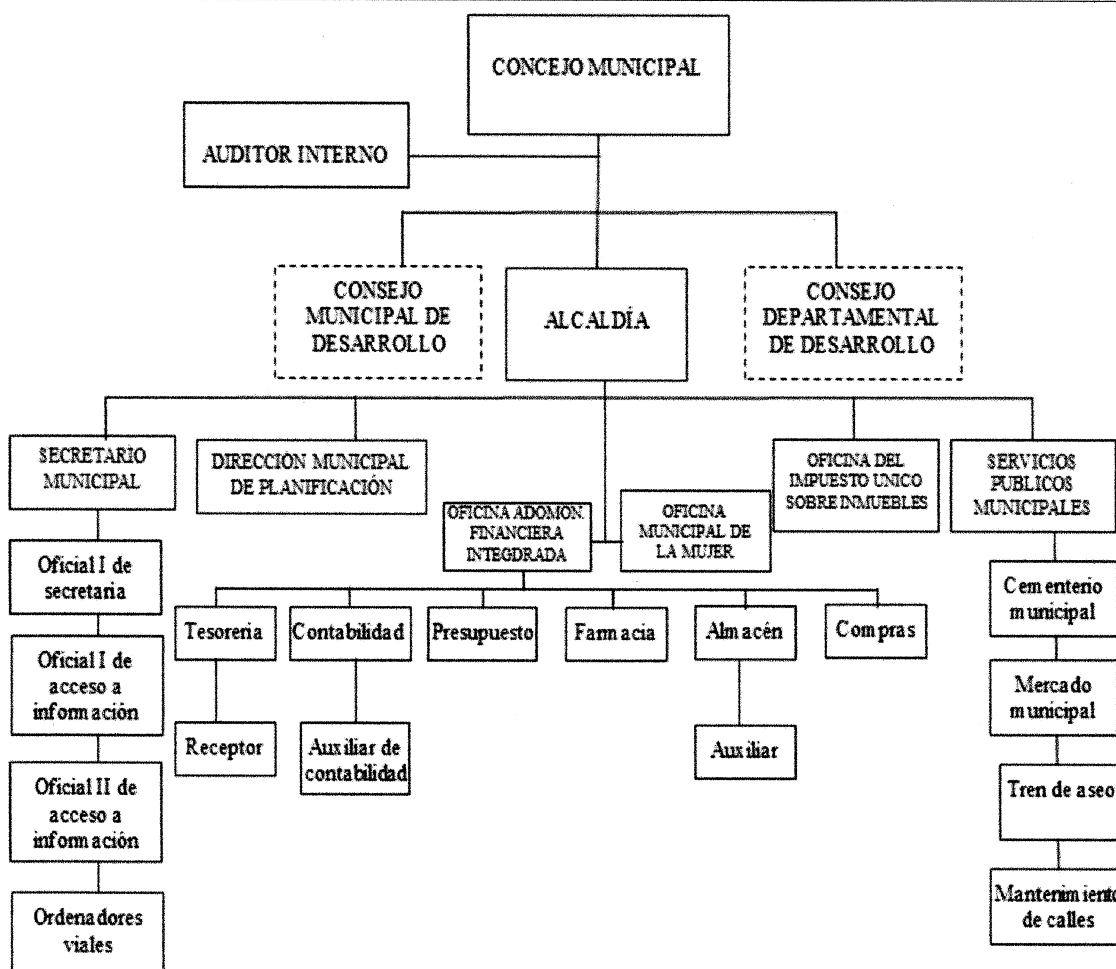 CONCEJO MUNICIPAL
AUDITOR INTERNO
CONSEJO
MUNICIPAL DE
DESARROLLO
ALCALDÍA
CONSEJO
DEPARTAMENTAL
DE DESARROLLO
SECRETARIO
MUNICIPAL
DIRECCIÓN MUNICIPAL
DE PLANIFICACIÓN
OFICINA DEL
IMPUESTO UNICO
SOBRE INMUEBLES
SERVICIOS
PUBLICOS
MUNICIPALES
OFICINA ADOMON.
FINANCIERA
INTEGDRADA
OFICINA
MUNICIPAL DE
LA MUJER
Oficial I de
secretaria
Oficial I de
acceso a
información
Oficial II de
acceso a
información
Ordenadores
viales
Tesoreria
Contabilidad
Presupuesto
Farmacia
Almacén
Compras
Receptor
Auxiliar de
contabilidad
Auxiliar
Cementerio
municipal
Mercado
municipal
Tren de aseo
Mantenimiento
de calles